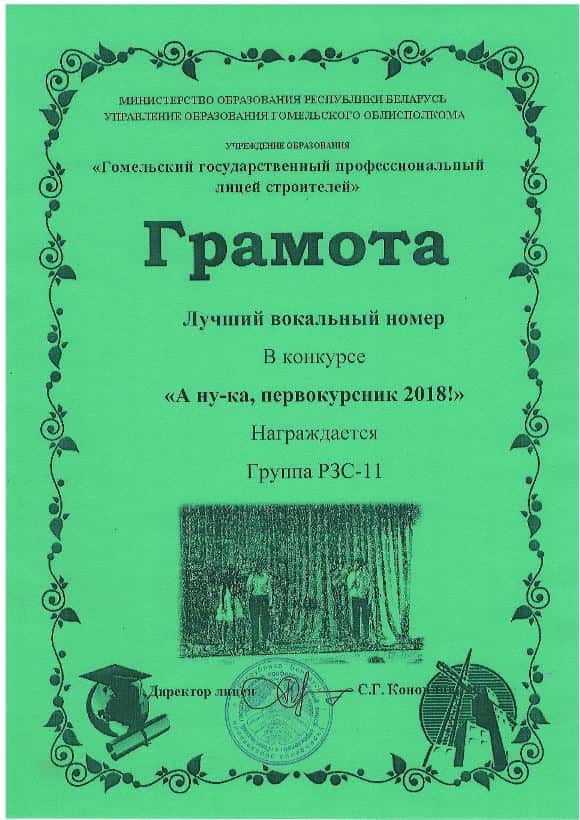 МИНИСТЕРСТВО ОБРАЗОВАНИЯ РЕСПУБЛИКИ БЕЛАРУСЬ
УПРАВЛЕНИЕ ОБРАЗОВАНИЯ ГОМЕЛЬСКОГО ОБЛИСПОЛКОМА
УЧРЕЖДЕНИЕ ОБРАЗОВАНИЯ
«Гомельский государственный профессиональный
лицей строителей»
Грамота
Лучший вокальный номер
В конкурсе
«А ну-ка, первокурсник 2018!»
Награждается
Группа РЗС-11
Директор лицея С.Г.